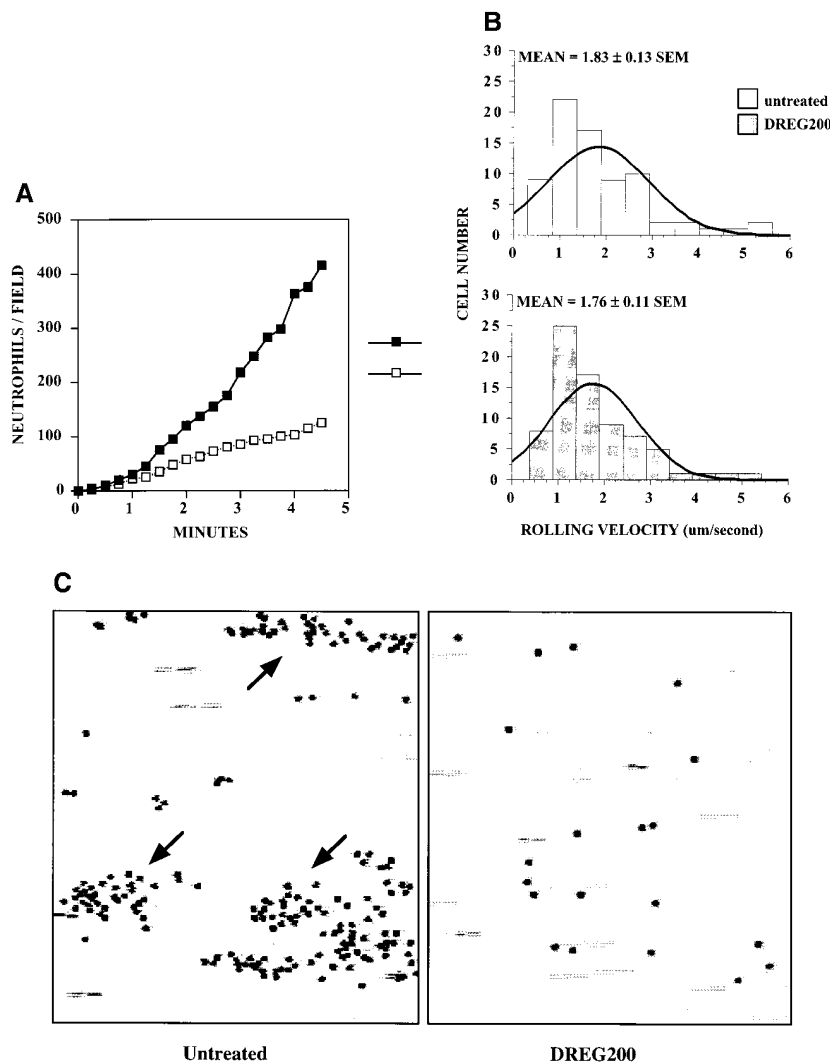 A
NEUTROPHILS / FIELD
500
400
300
200
100
0
0 1 2 3 4 5
MINUTES
B
CELL NUMBER
MEAN = 1.83 ± 0.13 SEM
30
25
20
15
10
5
0
0 1 2 3 4 5 6
untreated
DREG200
MEAN = 1.76 ± 0.11 SEM
30
25
20
15
10
5
0
0 1 2 3 4 5 6
ROLLING VELOCITY (um/second)
C
Untreated
DREG200